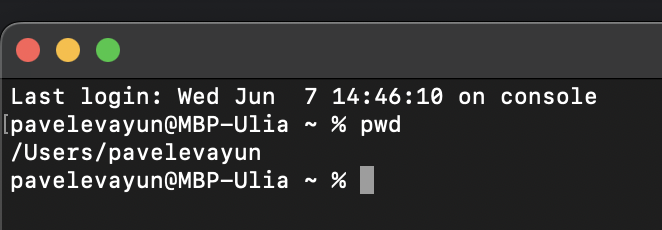 Last login: Wed Jun  7 14:46:10 on console
[pavelevayun@MBP-Ulia ~ % pwd
/Users/pavelevayun
pavelevayun@MBP-Ulia ~ %